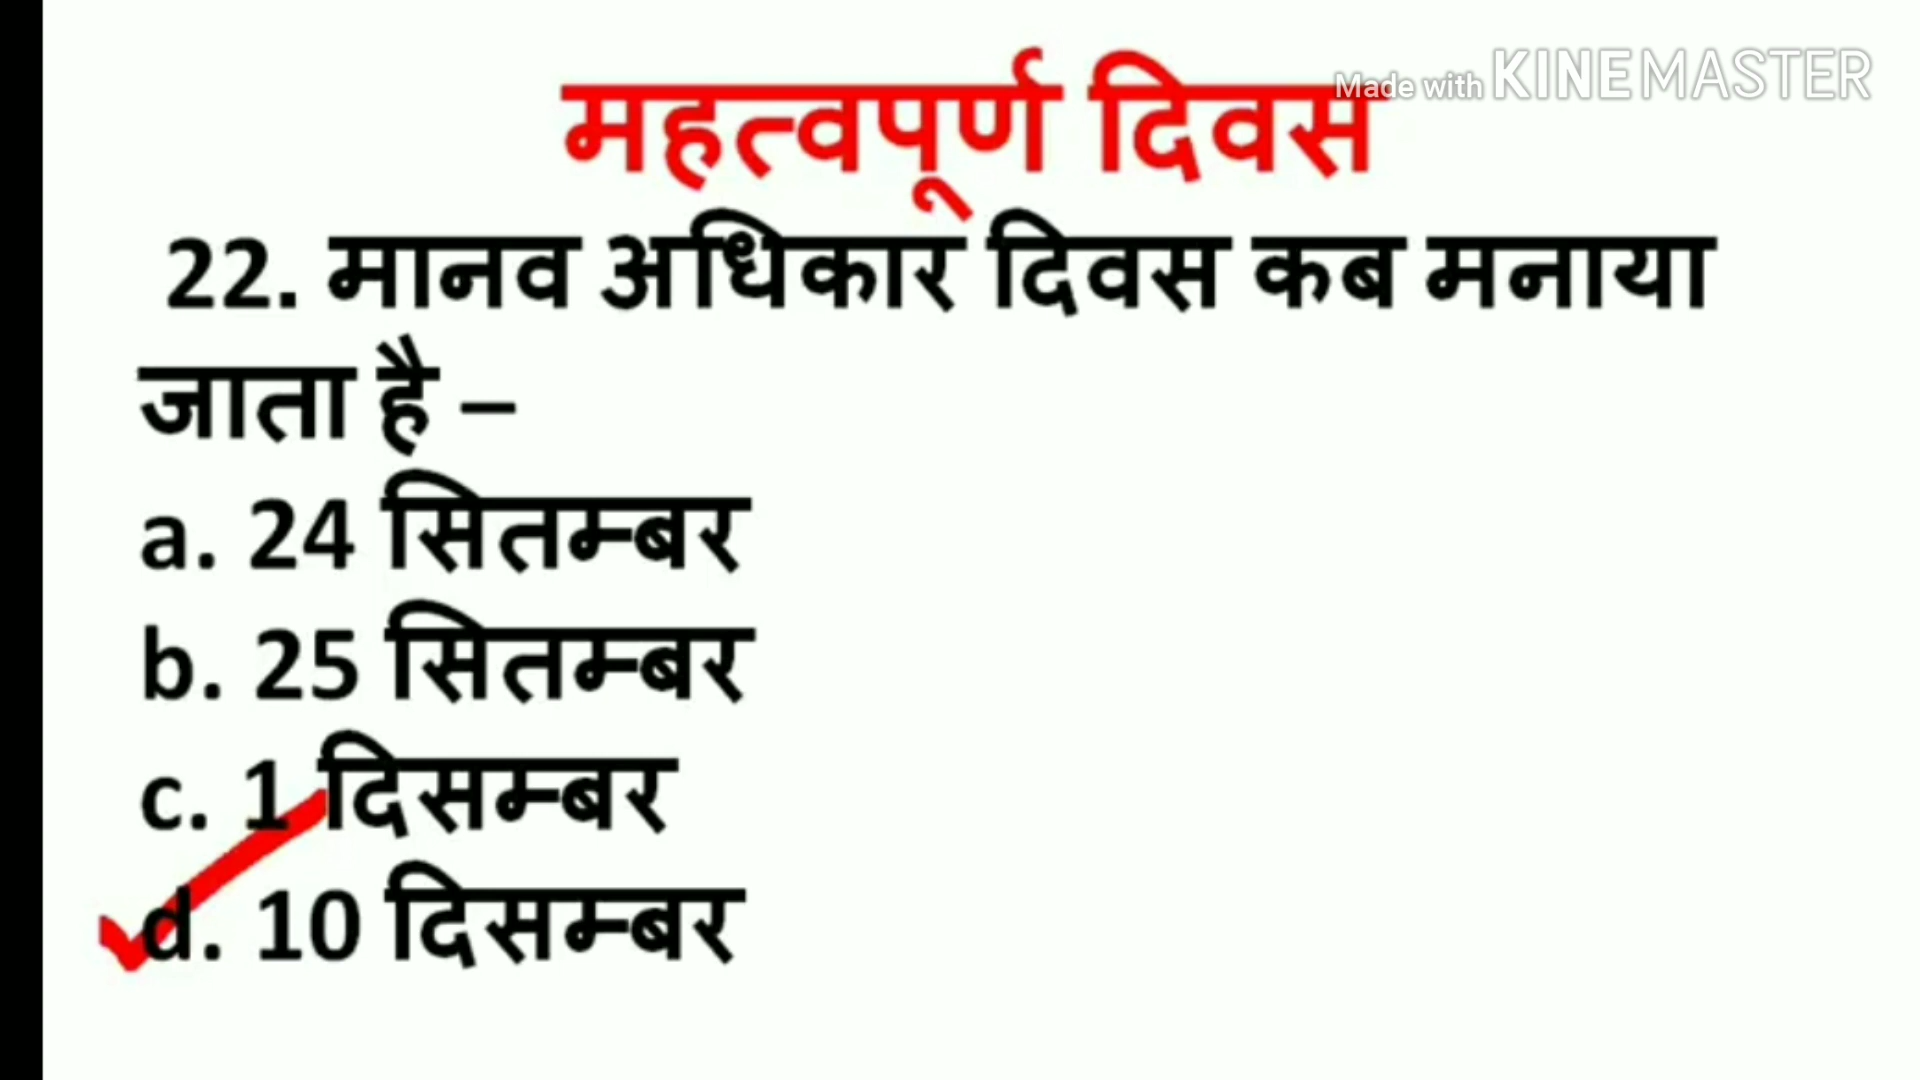 Made with KINEMASTER
महत्वपूर्ण दिवस
22. मानव अधिकार दिवस कब मनाया
जाता है –
a. 24 सितम्बर
b. 25 सितम्बर
c. 1 दिसम्बर
d. 10 दिसम्बर